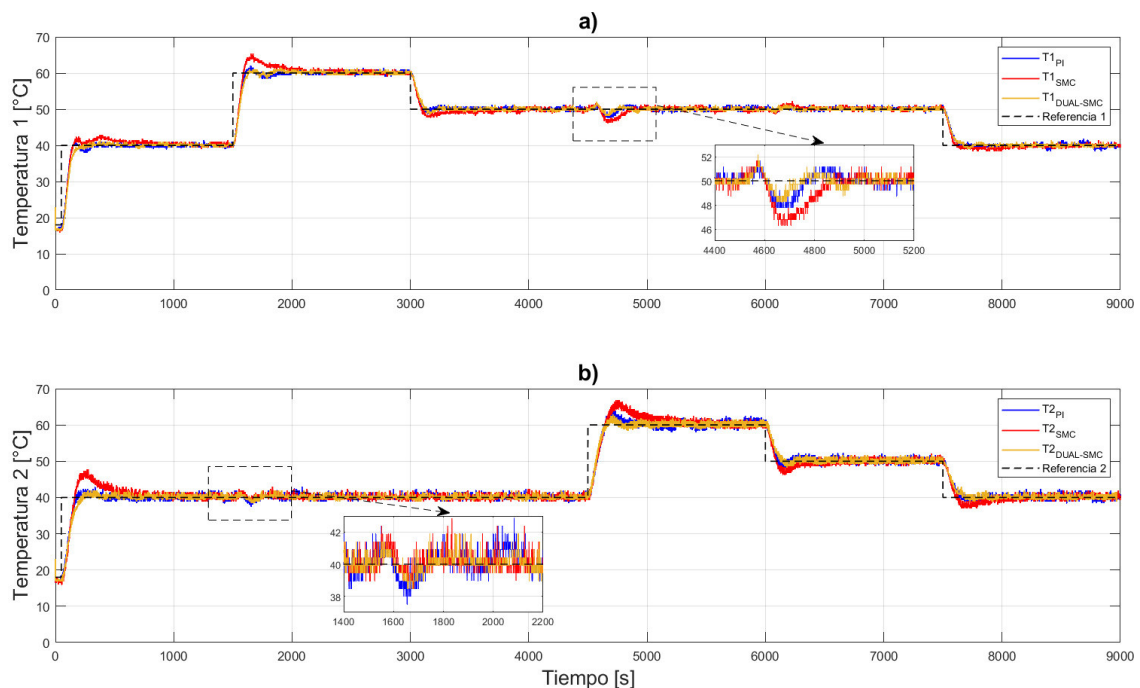 a)
Temperatura 1 [°C]
70
60
50
40
30
20
10
0
0 1000 2000 3000 4000 5000 6000 7000 8000 9000
T1PI
T1SMC
T1DUAL-SMC
Referencia 1
52
50
48
46
4400 4600 4800 5000 5200
b)
Temperatura 2 [°C]
70
60
50
40
30
20
10
0
0 1000 2000 3000 4000 5000 6000 7000 8000 9000
T2PI
T2SMC
T2DUAL-SMC
Referencia 2
42
40
38
1400 1600 1800 2000 2200
Tiempo [s]